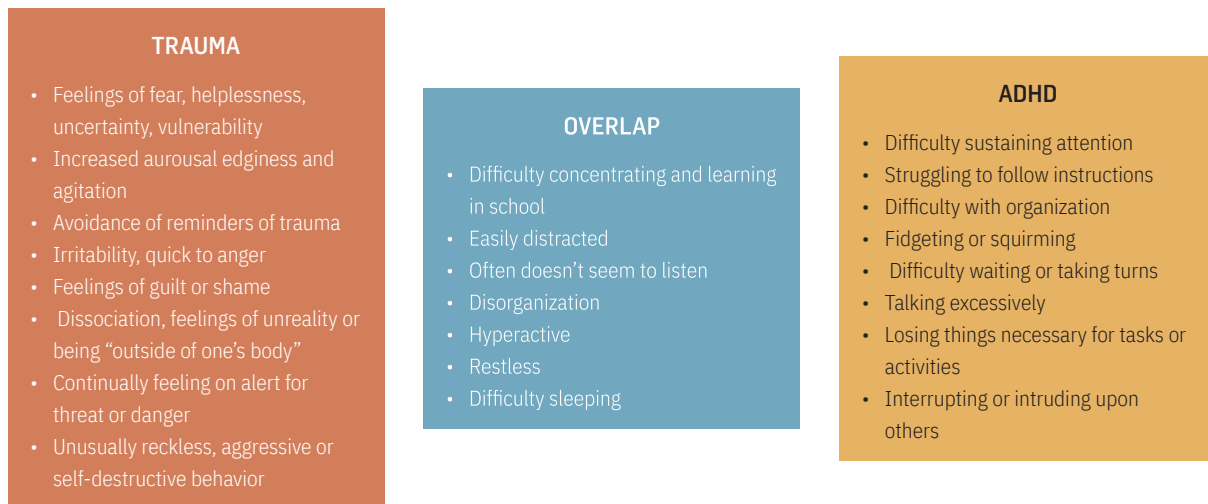 TRAUMA
• Feelings of fear, helplessness,
uncertainty, vulnerability
• Increased aurousal edginess and
agitation
• Avoidance of reminders of trauma
• Irritability, quick to anger
• Feelings of guilt or shame
• Dissociation, feelings of unreality or
being “outside of one’s body”
• Continually feeling on alert for
threat or danger
• Unusually reckless, aggressive or
self-destructive behavior
OVERLAP
• Difficulty concentrating and learning
in school
• Easily distracted
• Often doesn’t seem to listen
• Disorganization
• Hyperactive
• Restless
• Difficulty sleeping
ADHD
• Difficulty sustaining attention
• Struggling to follow instructions
• Difficulty with organization
• Fidgeting or squirming
• Difficulty waiting or taking turns
• Talking excessively
• Losing things necessary for tasks or
activities
• Interrupting or intruding upon
others